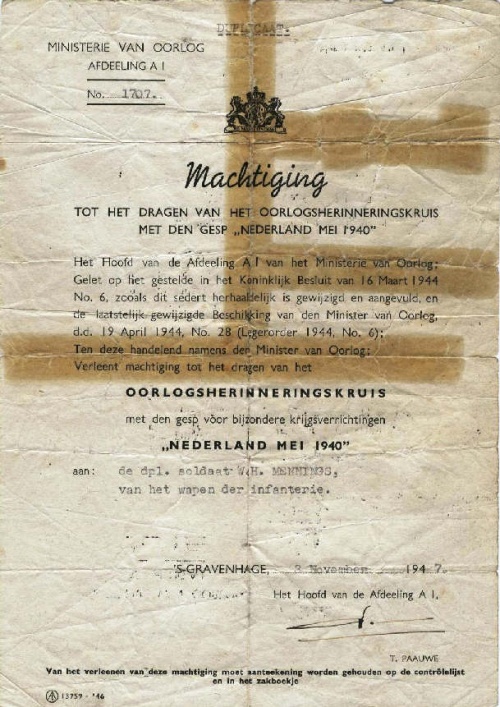 DUPLICAAT:
MINISTERIE VAN OORLOG
AFDEELING A I
No. 1707.
Machtiging
TOT HET DRAGEN VAN HET OORLOGSHERINNERINGSKRUIS
MET DEN GESP „NEDERLAND MEI 1940”
Het Hoofd van de Afdeeling A I van het Ministerie van Oorlog;
Gelet op het gestelde in het Koninklijk Besluit van 16 Maart 1944
No. 6, zooals dit sedert herhaaldelijk is gewijzigd en aangevuld, en
de laatstelijk gewijzigde Beschikking van den Minister van Oorlog,
d.d. 19 April 1944, No. 28 (Legerorder 1944, No. 6);
Ten deze handelend namens den Minister van Oorlog;
Verleent machtiging tot het dragen van het
OORLOGSHERINNERINGSKRUIS
met den gesp voor bijzondere krijgsverrichtingen
„NEDERLAND MEI 1940”
aan: de dpl. soldaat W.H. MENNINGS,
van het wapen der infanterie.
'S-GRAVENHAGE, 3 November 1947.
Het Hoofd van de Afdeeling A I,
T. PAAUWE
Van het verleenen van deze machtiging moet aanteekening worden gehouden op de contrôlelijst
en in het zakboekje
13759 - '46